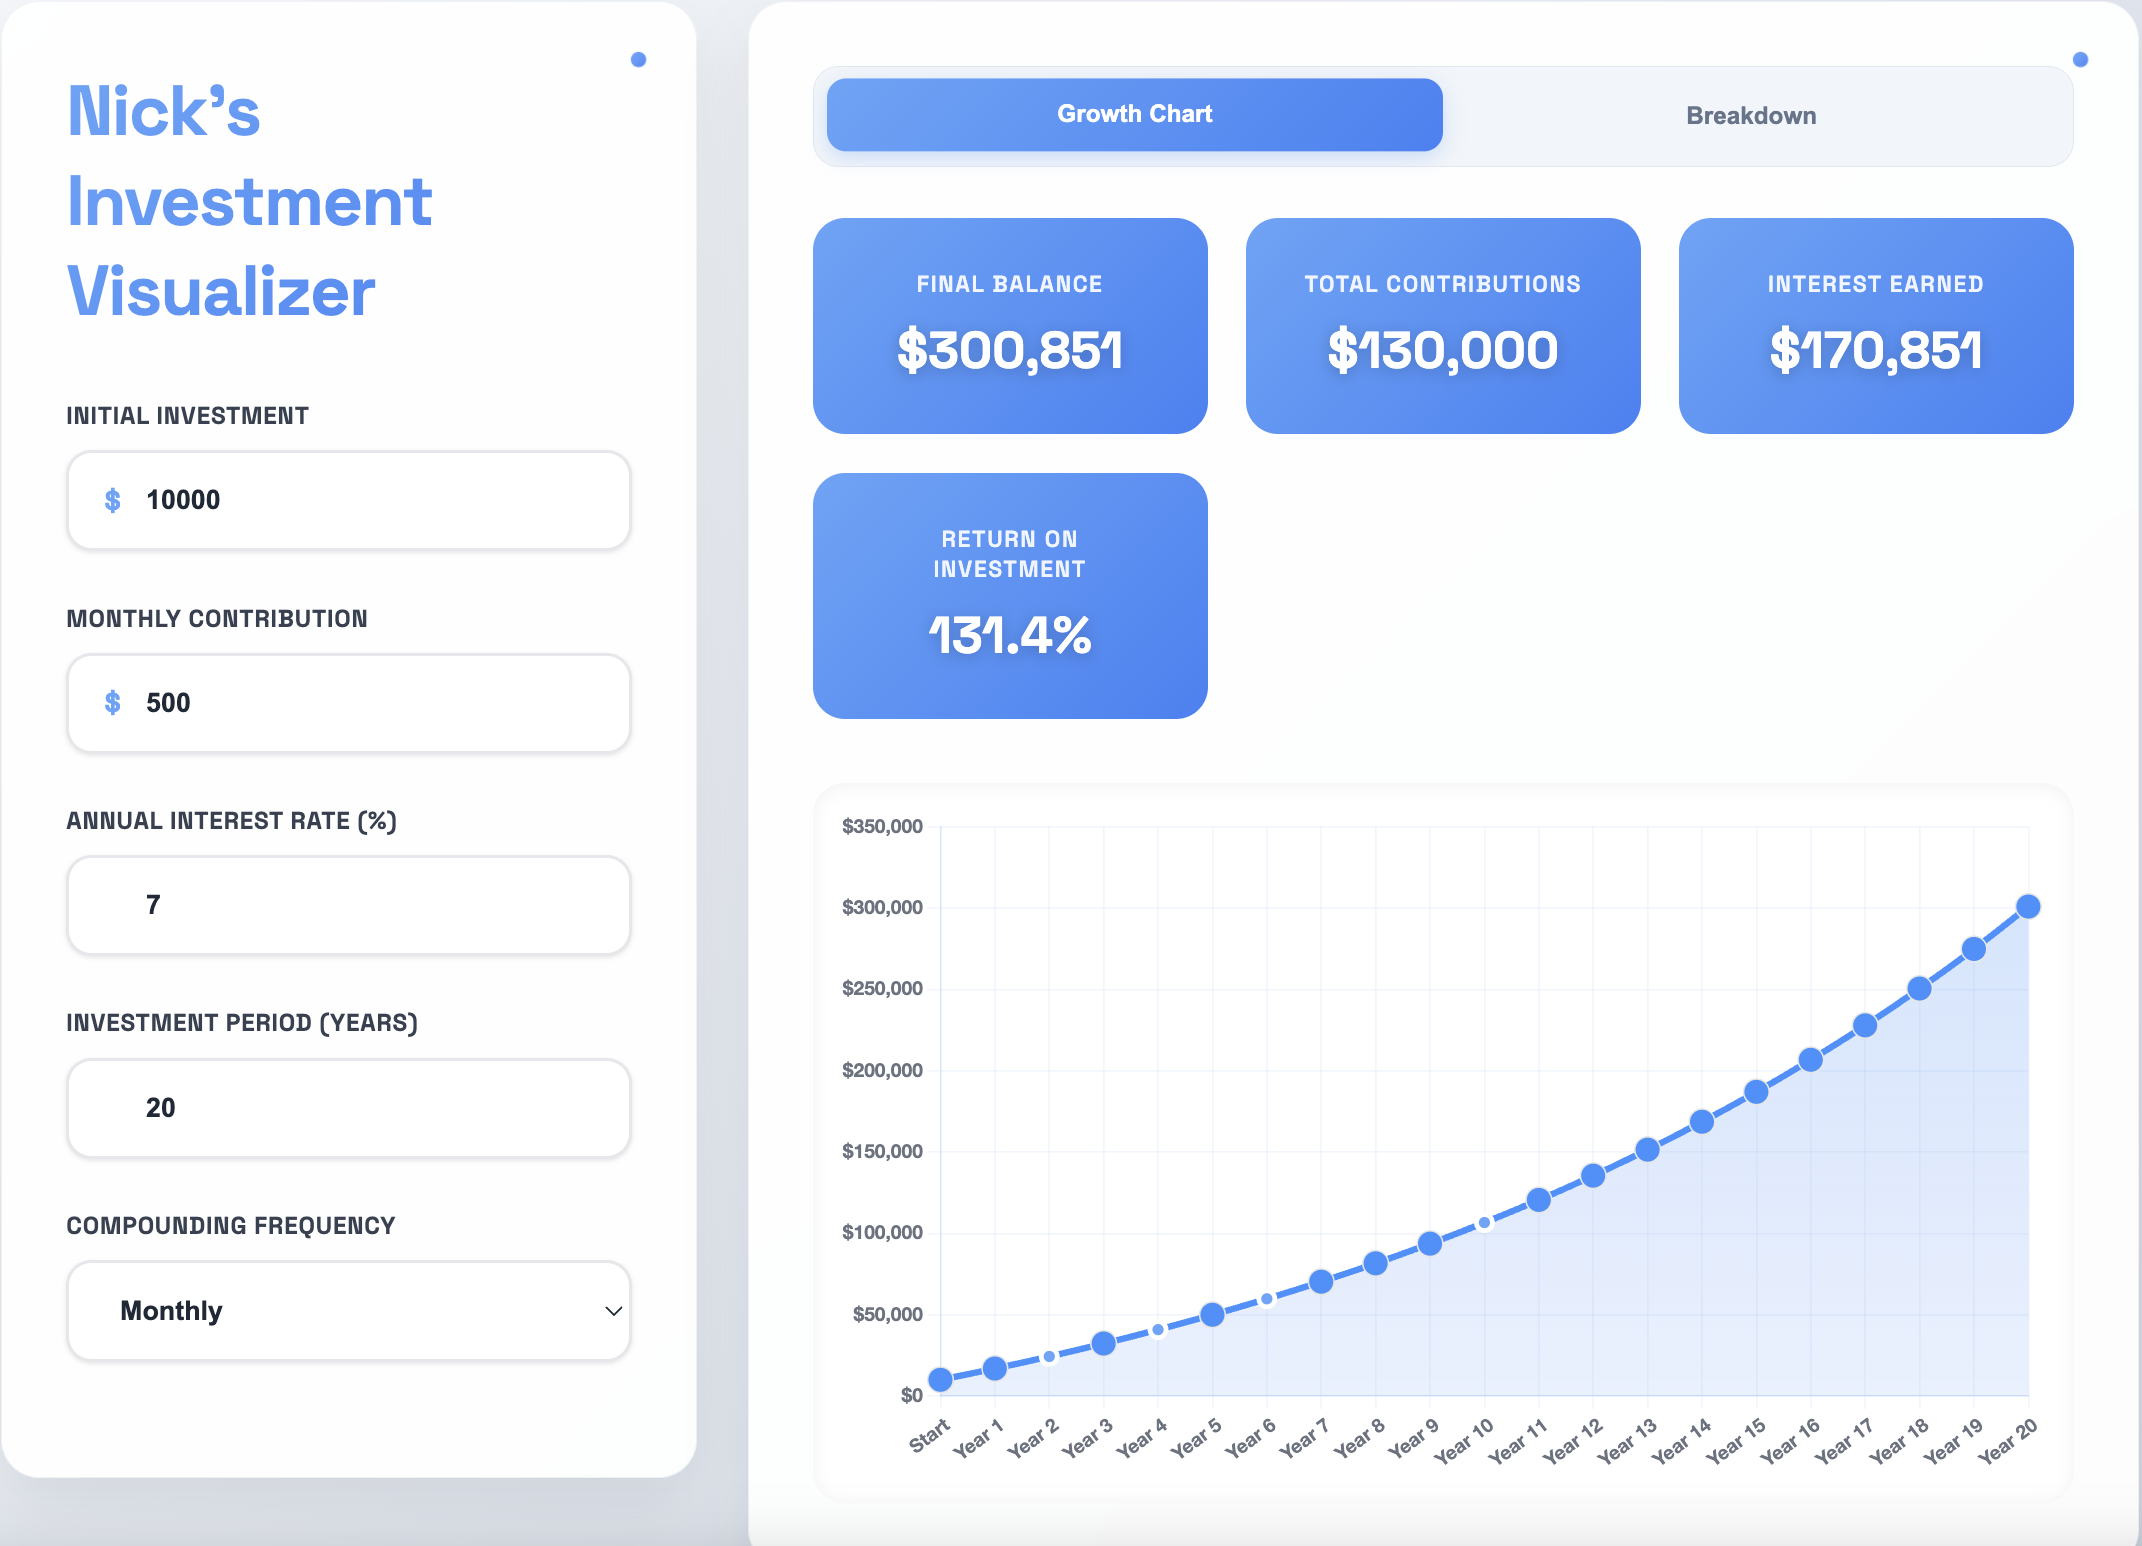 Nick's
Investment
Visualizer
INITIAL INVESTMENT
$ 10000
MONTHLY CONTRIBUTION
$ 500
ANNUAL INTEREST RATE (%)
7
INVESTMENT PERIOD (YEARS)
20
COMPOUNDING FREQUENCY
Monthly
Growth Chart
Breakdown
FINAL BALANCE
$300,851
TOTAL CONTRIBUTIONS
$130,000
INTEREST EARNED
$170,851
RETURN ON
INVESTMENT
131.4%
$350,000
$300,000
$250,000
$200,000
$150,000
$100,000
$50,000
$0
Start
Year 1
Year 2
Year 3
Year 4
Year 5
Year 6
Year 7
Year 8
Year 9
Year 10
Year 11
Year 12
Year 13
Year 14
Year 15
Year 16
Year 17
Year 18
Year 19
Year 20